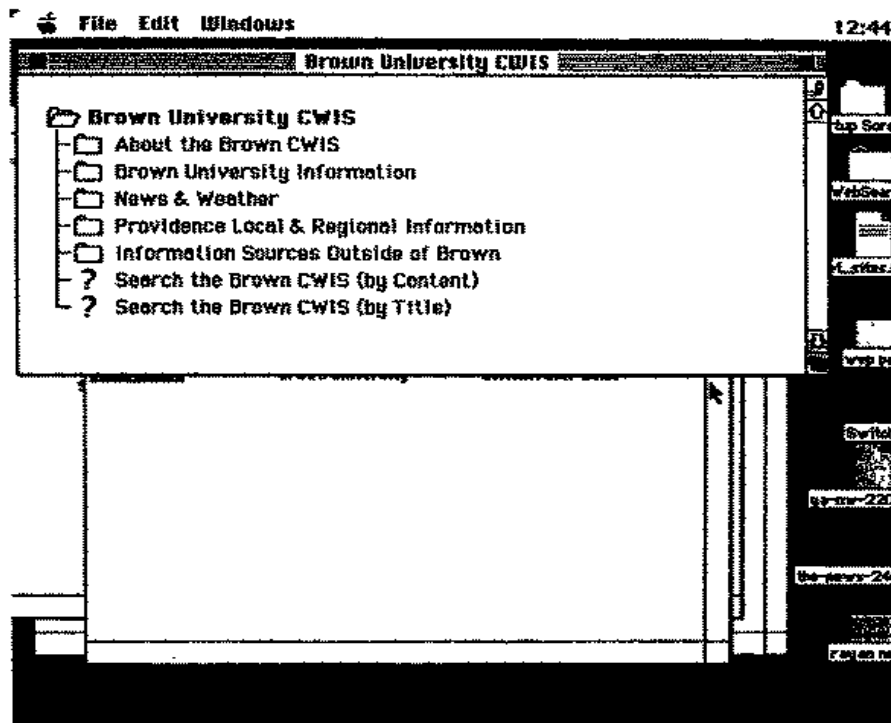 File Edit Windows
12:44
Brown University CWIS
Brown University CWIS
About the Brown CWIS
Brown University Information
News & Weather
Providence Local & Regional Information
Information Sources Outside of Brown
? Search the Brown CWIS (by Content)
? Search the Brown CWIS (by Title)
WebSear